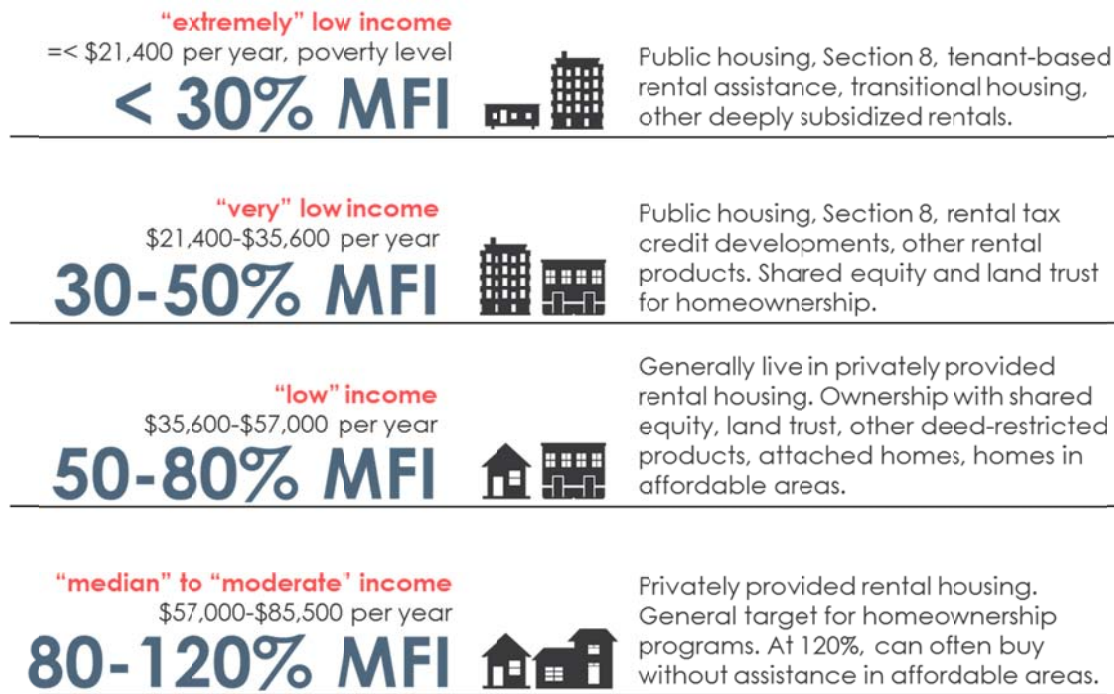 “extremely” low income
=< $21,400 per year, poverty level
< 30% MFI
Public housing, Section 8, tenant-based
rental assistance, transitional housing,
other deeply subsidized rentals.
“very” low income
$21,400-$35,600 per year
30-50% MFI
Public housing, Section 8, rental tax
credit developments, other rental
products. Shared equity and land trust
for homeownership.
“low” income
$35,600-$57,000 per year
50-80% MFI
Generally live in privately provided
rental housing. Ownership with shared
equity, land trust, other deed-restricted
products, attached homes, homes in
affordable areas.
“median” to “moderate’ income
$57,000-$85,500 per year
80-120% MFI
Privately provided rental housing.
General target for homeownership
programs. At 120%, can often buy
without assistance in affordable areas.